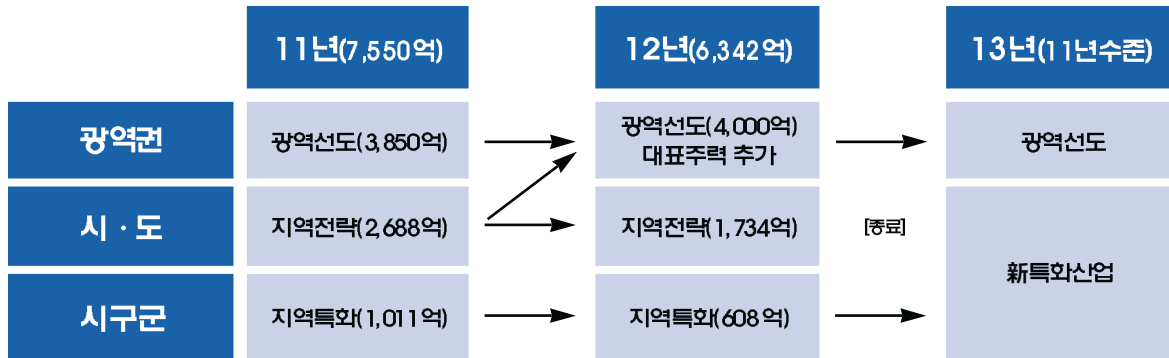 11년(7,550억)
12년(6,342억)
13년(11년수준)
광역권
광역선도(3,850억)
광역선도(4,000억)
대표주력 추가
광역선도
시·도
지역전략(2,688억)
지역전략(1,734억)
[종료]
新특화산업
시구군
지역특화(1,011억)
지역특화(608억)